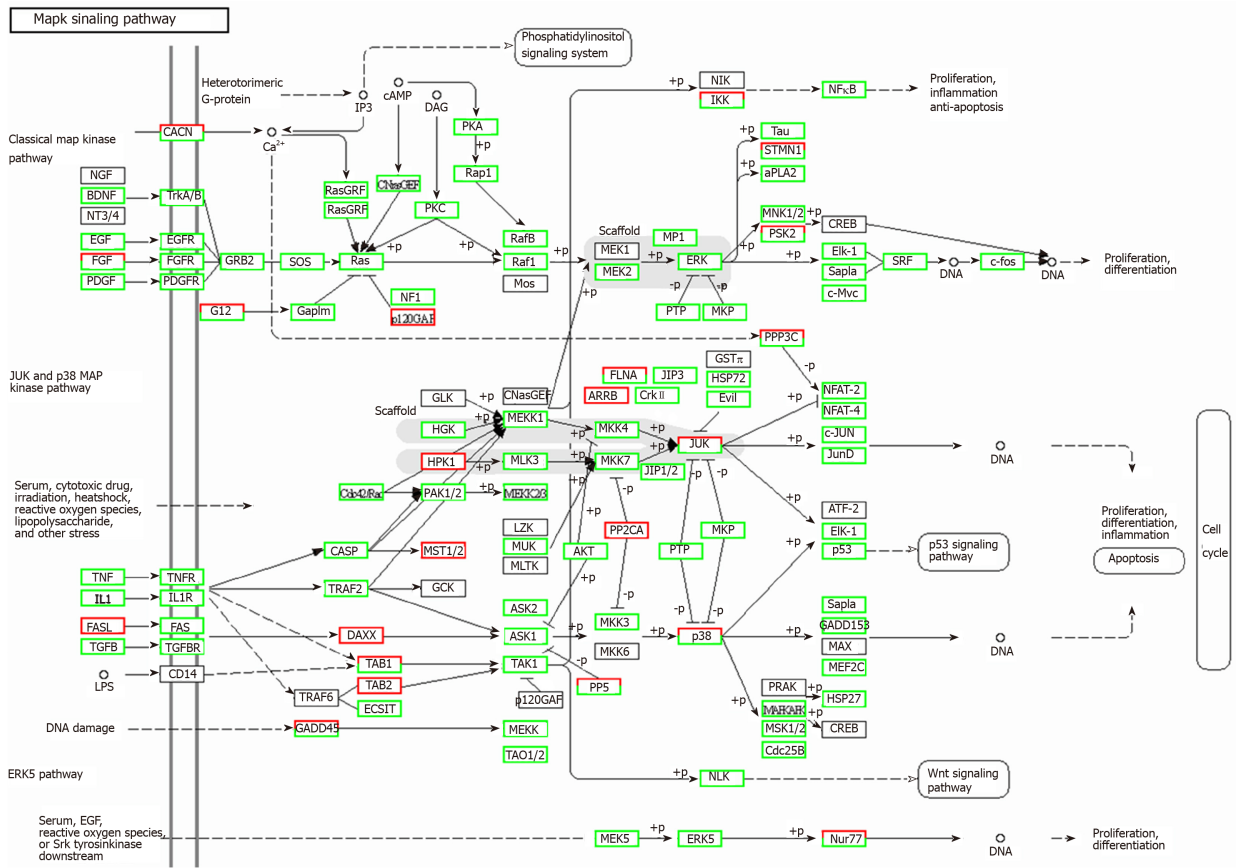 Mapk sinaling pathway
Phosphatidylinositol
signaling system
Heterotorimeric
G-protein
IP3
cAMP
DAG
+p
NIK
IKK
NFκB
Proliferation,
inflammation
anti-apoptosis
Classical map kinase
pathway
CACN
Ca2+
PKA
+p
Rap1
+p
Tau
STMN1
+p
aPLA2
NGF
BDNF
TrkA/B
NT3/4
RasGRF
RasGRF
CNrasGEF
PKC
EGF
EGFR
FGF
FGFR
PDGF
PDGFR
GRB2
SOS
Ras
+p
+p
RafB
Raf1
Mos
+p
+p
Scaffold
MEK1
MEK2
MP1
+p
ERK
+p
MNK1/2
PSK2
+p
CREB
+p
Elk-1
Sapla
c-Mvc
SRF
DNA
c-fos
DNA
Proliferation,
differentiation
G12
Gaplm
NF1
p120GAF
-p
-p
PTP
MKP
PPP3C
-p
JUK and p38 MAP
kinase pathway
GLK
+p
CNasGEF
FLNA
JIP3
ARRB
Crk II
GSTπ
HSP72
Evil
+p
NFAT-2
NFAT-4
Scaffold
HGK
+p
MEKK1
+p
MKK4
+p
JUK
+p
c-JUN
JunD
DNA
HPK1
+p
MLK3
+p
MKK7
+p
JIP1/2
Cdc42/Rac
PAK1/2
+p
MEKK2/3
Serum, cytotoxic drug,
irradiation, heatshock,
reactive oxygen species,
lipopolysaccharide,
and other stress
-p
-p
-p
LZK
MUK
MLTK
PP2CA
AKT
PTP
MKP
+p
ATF-2
EIK-1
p53
+p
p53 signaling
pathway
Proliferation,
differentiation,
inflammation
Apoptosis
Cell
cycle
CASP
MST1/2
TNF
TNFR
IL1
IL1R
TRAF2
GCK
+p
-p
-p
-p
FASL
FAS
TGFB
TGFBR
DAXX
ASK2
ASK1
+p
MKK3
MKK6
+p
p38
+p
Sapla
GADD153
MAX
MEF2C
DNA
LPS
CD14
TAB1
TAB2
TAK1
-p
PP5
TRAF6
ECSIT
p120GAF
+p
PRAK
+p
HSP27
MSK1/2
+p
CREB
Cdc25B
DNA damage
GADD45
MEKK
TAO1/2
ERK5 pathway
+p
NLK
Wnt signaling
pathway
Serum, EGF,
reactive oxygen species,
or Srk tyrosinkinase
downstream
MEK5
+p
ERK5
+p
Nur77
DNA
Proliferation,
differentiation